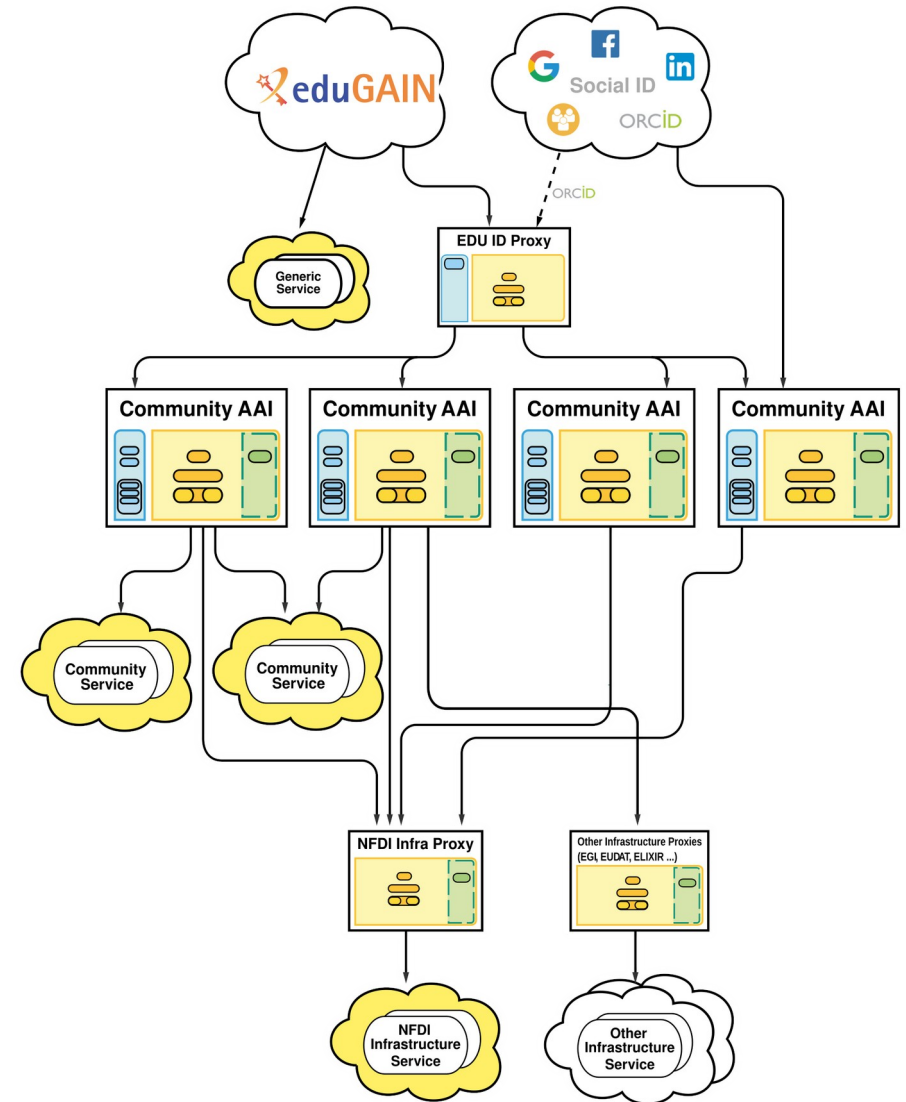 eduGAIN
Social ID
ORCiD
ORCiD
EDU ID Proxy
Generic
Service
Community AAI
Community AAI
Community AAI
Community AAI
Community
Service
Community
Service
NFDI Infra Proxy
Other Infrastructure Proxies
(EGI, EUDAT, ELIXIR ...)
NFDI
Infrastructure
Service
Other
Infrastructure
Service